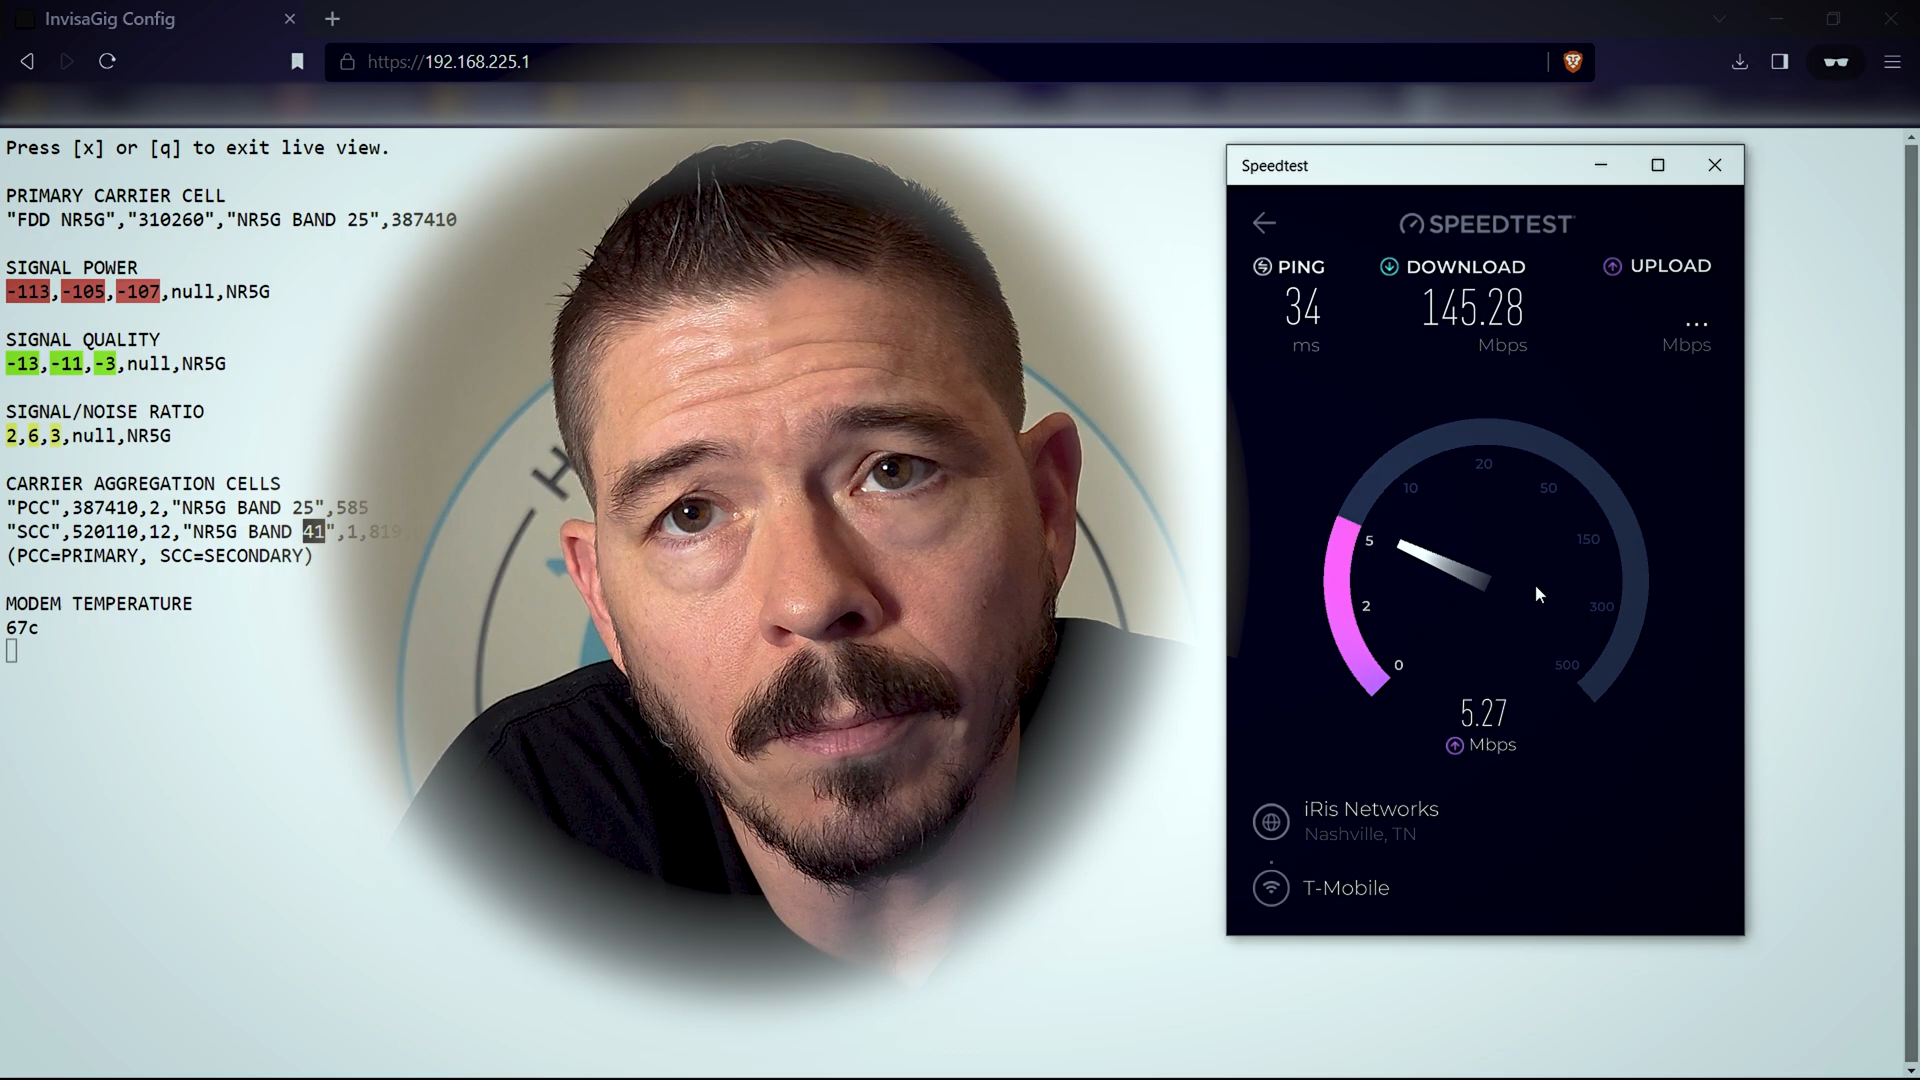 InvisaGig Config
https://192.168.225.1
Press [x] or [q] to exit live view.
PRIMARY CARRIER CELL
"FDD NR5G","310260","NR5G BAND 25",387410
SIGNAL POWER
-113,-105,-107,null,NR5G
SIGNAL QUALITY
-13,-11,-3,null,NR5G
SIGNAL/NOISE RATIO
2,6,3,null,NR5G
CARRIER AGGREGATION CELLS
"PCC",387410,2,"NR5G BAND 25",585
"SCC",520110,12,"NR5G BAND 41",1,819
(PCC=PRIMARY, SCC=SECONDARY)
MODEM TEMPERATURE
67c
H
Speedtest
SPEEDTEST
PING
34
ms
DOWNLOAD
145.28
Mbps
UPLOAD
...
Mbps
0
2
5
10
20
50
150
300
500
5.27
Mbps
iRis Networks
Nashville, TN
T-Mobile